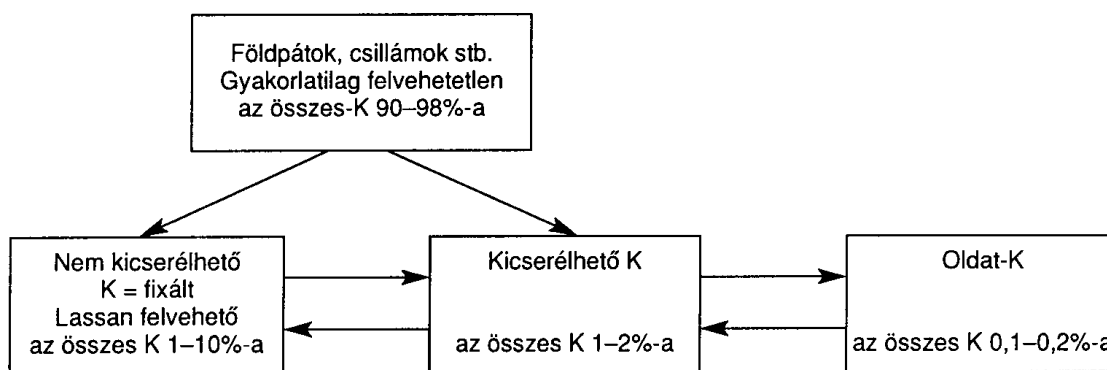 Földpátok, csillámok stb.
Gyakorlatilag felvehetetlen
az összes-K 90–98%-a
Nem kicserélhető
K = fixált
Lassan felvehető
az összes K 1–10%-a
Kicserélhető K
az összes K 1–2%-a
Oldat-K
az összes K 0,1–0,2%-a